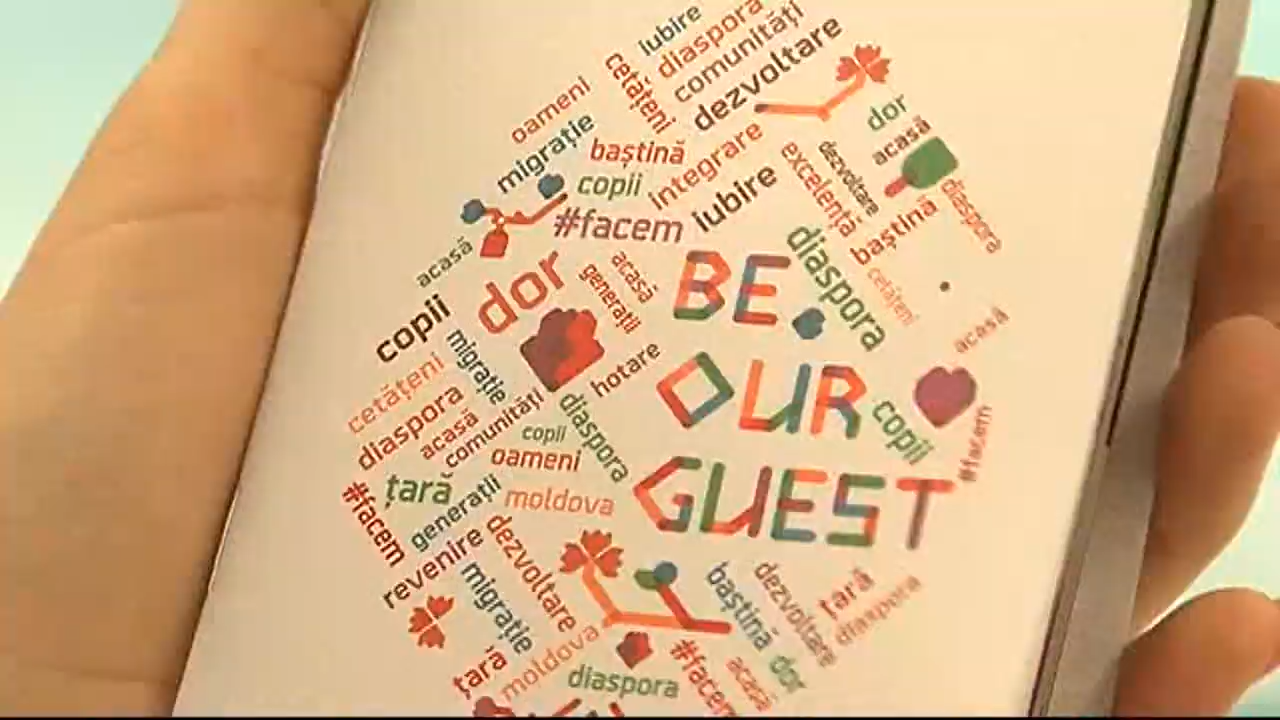 iubire
diaspora
comunități
cetățeni
dezvoltare
oameni
migrație
baștină
copii
integrare
iubire
#facem
dor
acasă
dezvoltare
excelență
diaspora
baștina
cetățeni
diaspora
acasă
dor
acasă
generații
BE
OUR
GUEST
copii
migrație
hotare
acasă
cetățeni
diaspora
acasă
comunități
copii
diaspora
oameni
copii
#facem
țară
moldova
#facem
generații
revenire
dezvoltare
migrație
baștină
dezvoltare
țară
diaspora
țara
moldova
diaspora
#facem
acasă
dor